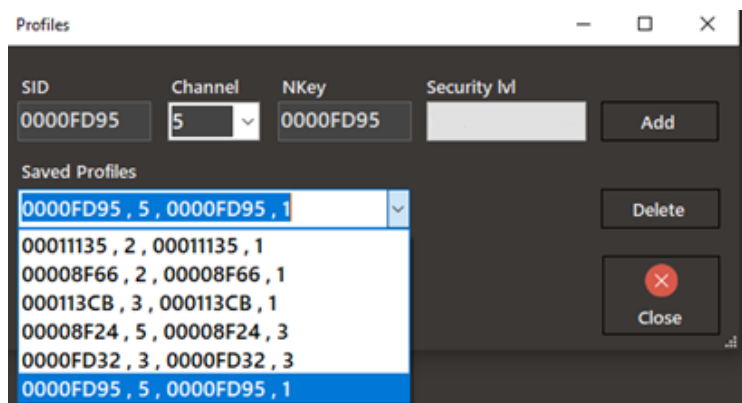 Profiles
SID Channel NKey Security lvl
0000FD95 5 0000FD95 Add
Saved Profiles
0000FD95 , 5 , 0000FD95 , 1 Delete
00011135 , 2 , 00011135 , 1
00008F66 , 2 , 00008F66 , 1
000113CB , 3 , 000113CB , 1
00008F24 , 5 , 00008F24 , 3
0000FD32 , 3 , 0000FD32 , 3
0000FD95 , 5 , 0000FD95 , 1
Close